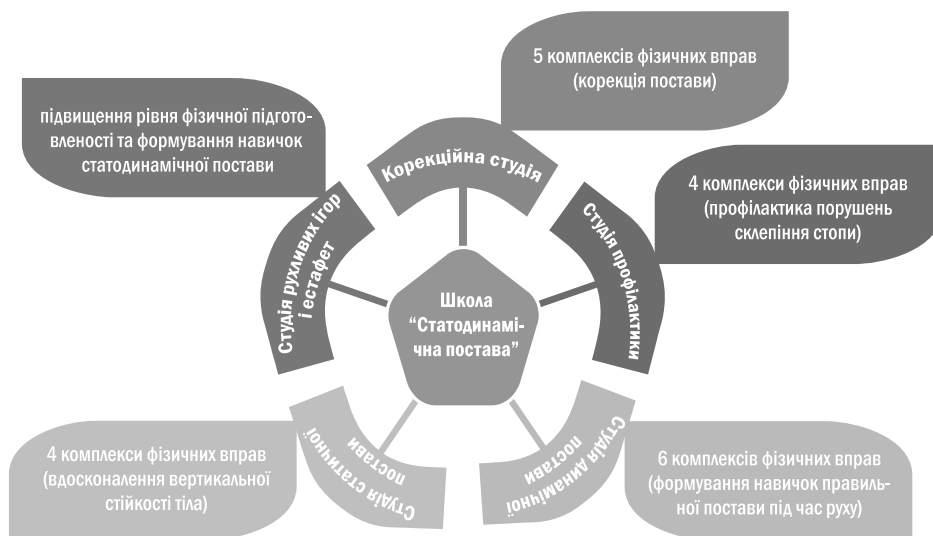 5 комплексів фізичних вправ
(корекція постави)
підвищення рівня фізичної підгото-
вленості та формування навичок
статодинамічної постави
Корекційна студія
4 комплекси фізичних вправ
(профілактика порушень
склепіння стопи)
Студія рухливих ігор
і естафет
Студія профілактики
Школа
“Статодинамі-
чна постава”
Студія статичної
постави
Студія динамічної
постави
4 комплекси фізичних вправ
(вдосконалення вертикальної
стійкості тіла)
6 комплексів фізичних вправ
(формування навичок правиль-
ної постави під час руху)